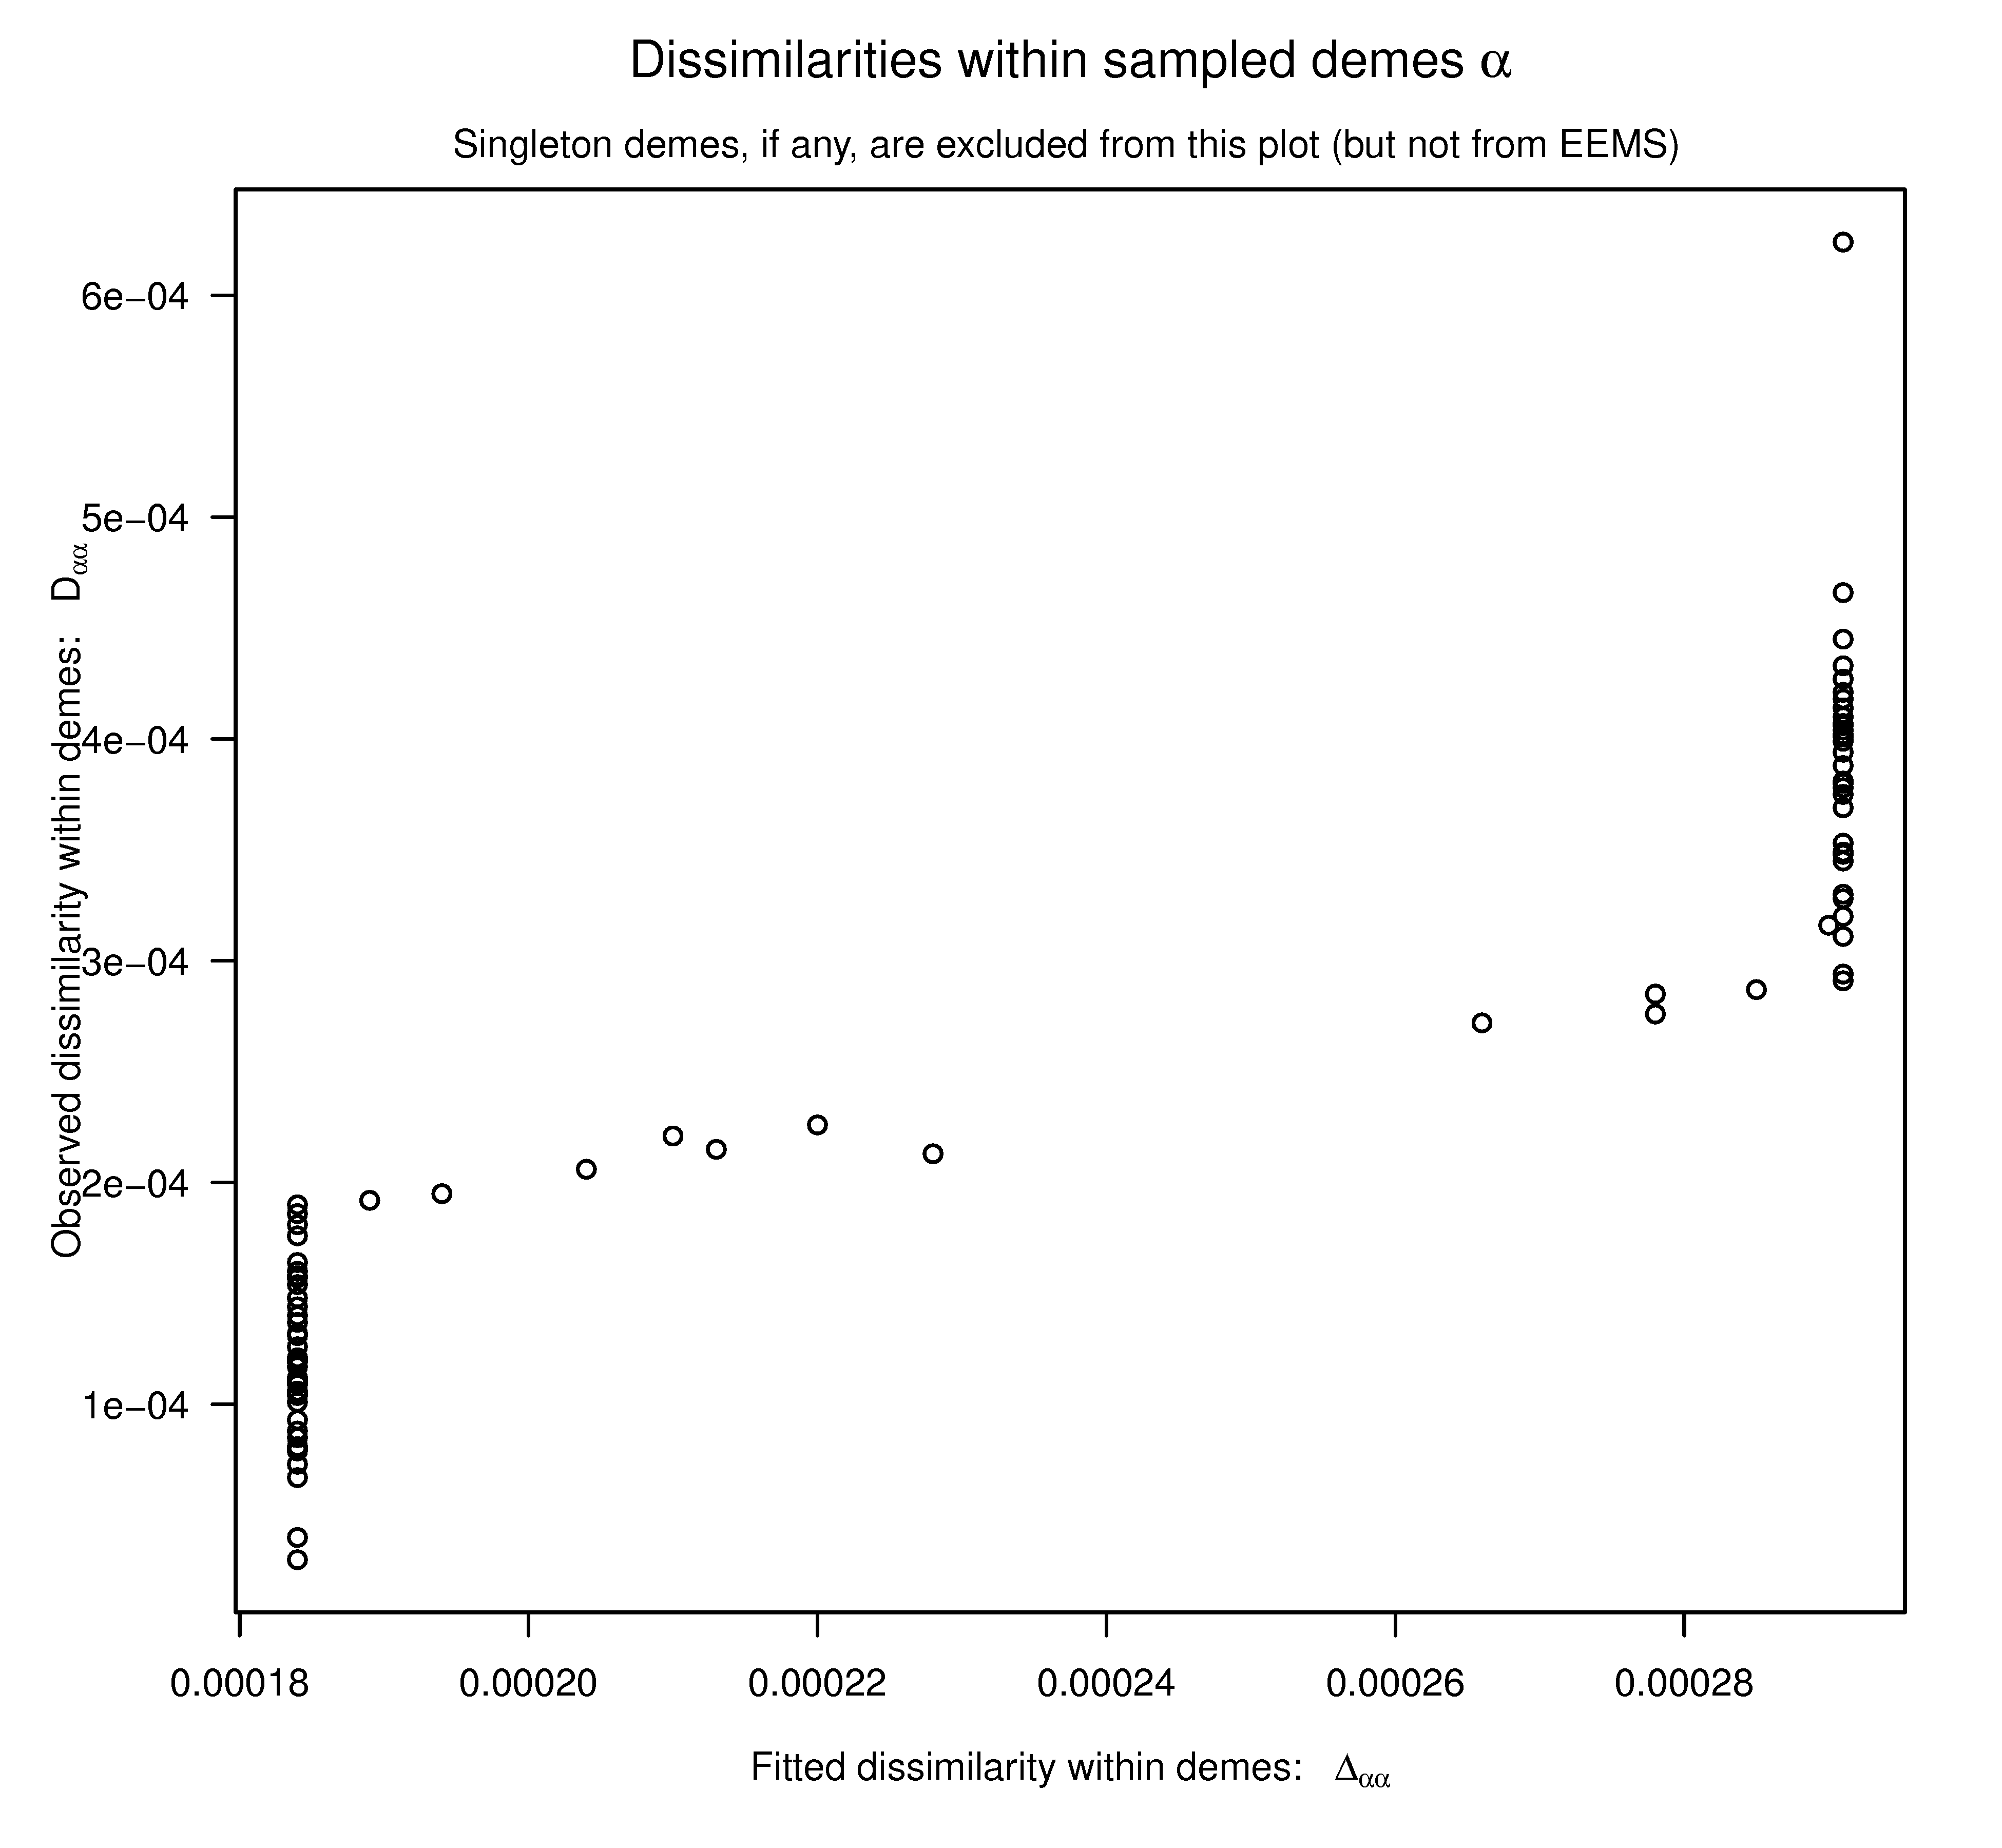 Dissimilarities within sampled demes α
Singleton demes, if any, are excluded from this plot (but not from EEMS)
6e−04
5e−04
4e−04
3e−04
2e−04
1e−04
Observed dissimilarity within demes: Dαα
0.00018 0.00020 0.00022 0.00024 0.00026 0.00028
Fitted dissimilarity within demes: Δαα